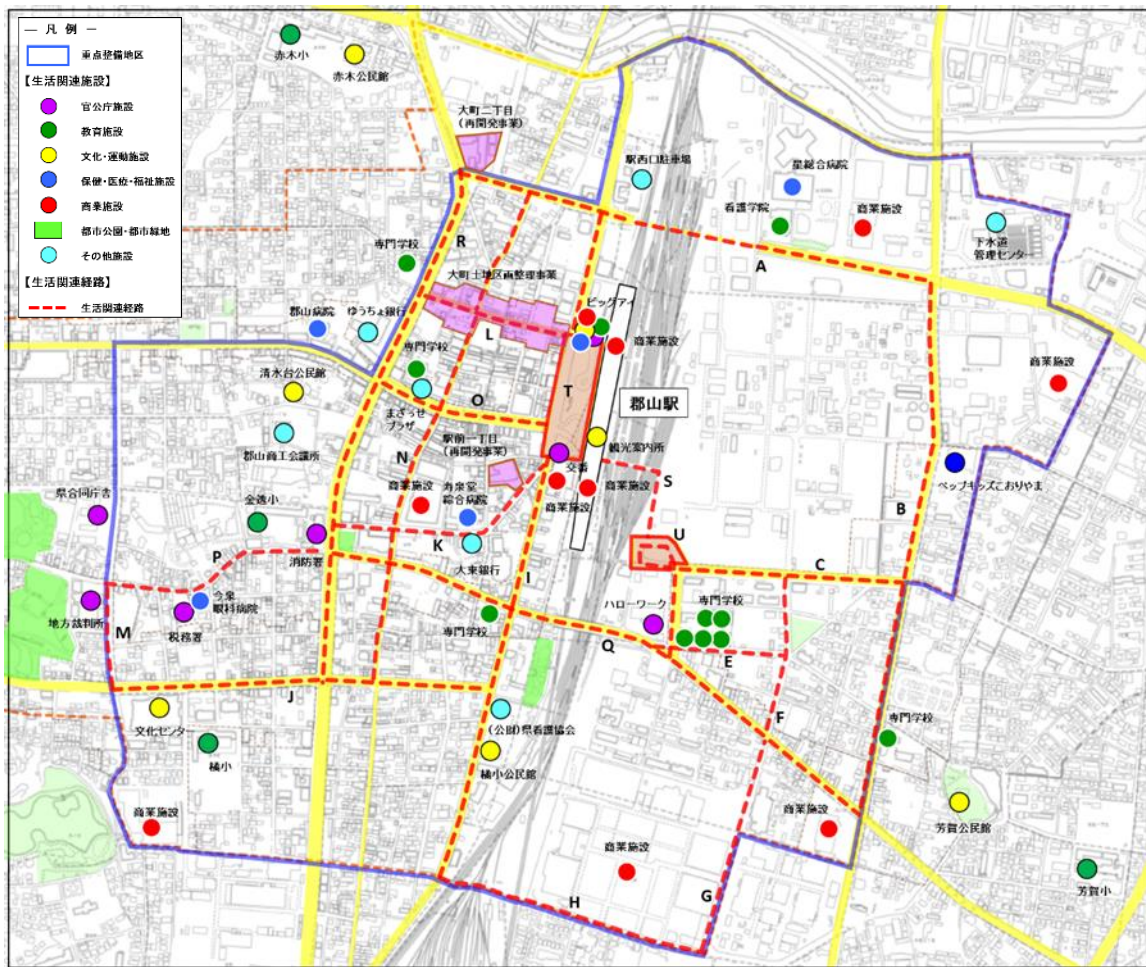 ― 凡 例 ―
重点整備地区
【生活関連施設】
官公庁施設
教育施設
文化・運動施設
保健・医療・福祉施設
商業施設
都市公園・都市緑地
その他施設
【生活関連経路】
生活関連経路
赤木小
赤木公民館
大町二丁目
(再開発事業)
駅西口駐車場
星総合病院
看護学院
商業施設
下水道
管理センター
R
A
専門学校
大町土地区画整理事業
郡山病院
ゆうちょ銀行
L
ビッグアイ
商業施設
商業施設
専門学校
T
郡山駅
清水台公民館
まざっせ
プラザ
O
郡山商工会議所
駅前一丁目
(再開発事業)
観光案内所
N
交番
ペップキッズこおりやま
県合同庁舎
金透小
商業施設
寿泉堂
綜合病院
商業施設
商業施設
S
B
消防署
K
大東銀行
U
P
I
C
今泉
眼科病院
地方裁判所
M
税務署
専門学校
ハローワーク
専門学校
Q
E
J
F
文化センター
橘小
(公財)県看護協会
橘小公民館
専門学校
商業施設
商業施設
商業施設
芳賀公民館
芳賀小
H
G